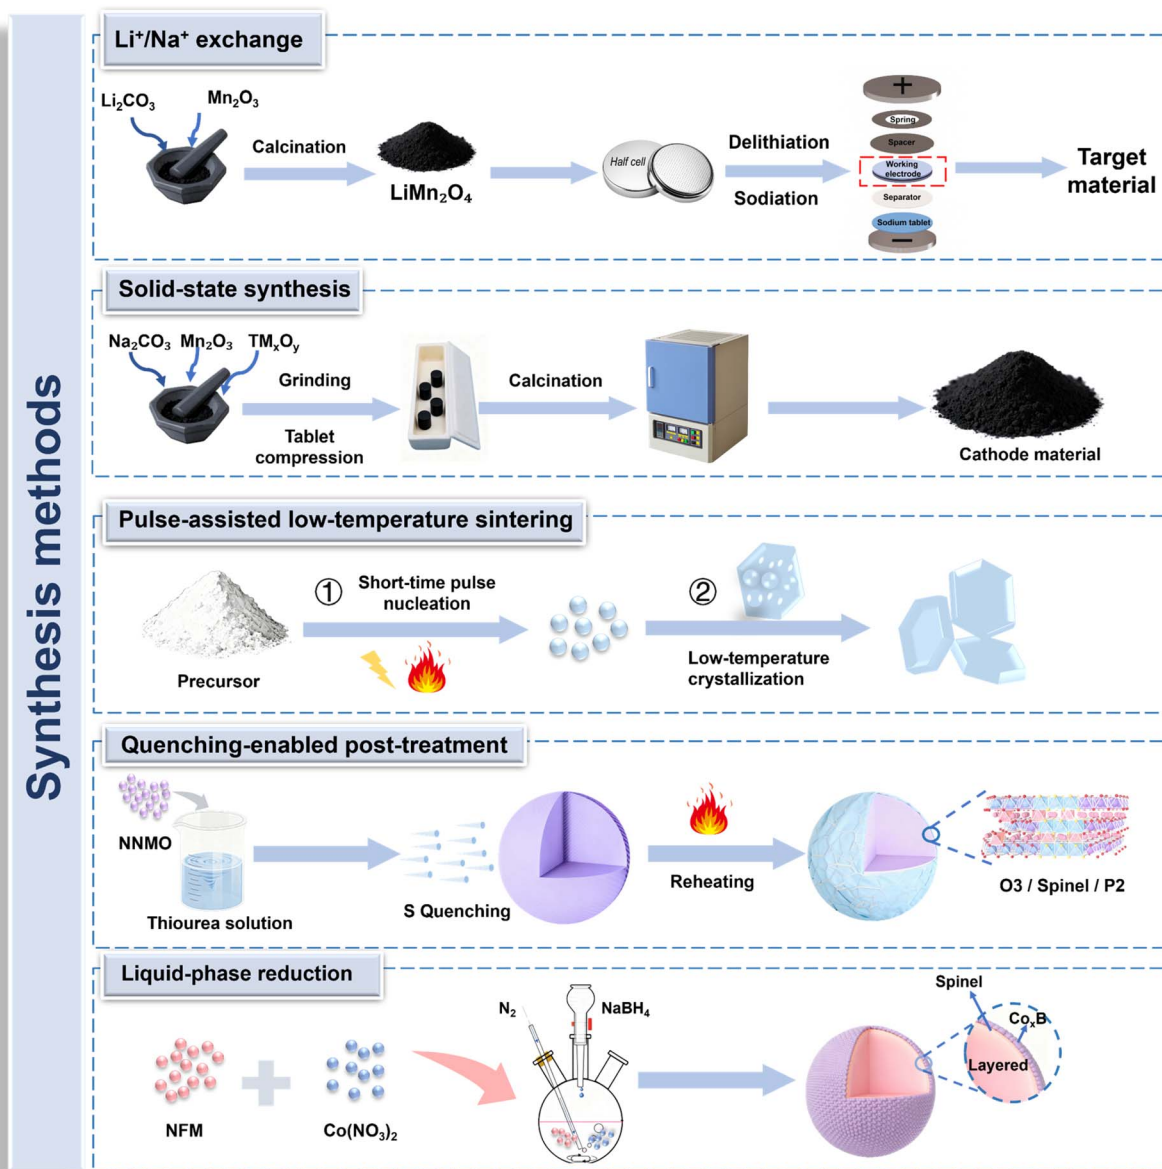 Synthesis methods
Li⁺/Na⁺ exchange
Li₂CO₃
Mn₂O₃
Calcination
LiMn₂O₄
Half cell
Delithiation
Sodiation
+
Spring
Spacer
Working
electrode
Separator
Sodium tablet
−
Target
material
Solid-state synthesis
Na₂CO₃ Mn₂O₃ TMₓOᵧ
Grinding
Tablet
compression
Calcination
Cathode material
Pulse-assisted low-temperature sintering
Precursor
①
Short-time pulse
nucleation
②
Low-temperature
crystallization
Quenching-enabled post-treatment
NNMO
Thiourea solution
S Quenching
Reheating
O3 / Spinel / P2
Liquid-phase reduction
NFM
Co(NO₃)₂
N₂
NaBH₄
Spinel
CoₓB
Layered